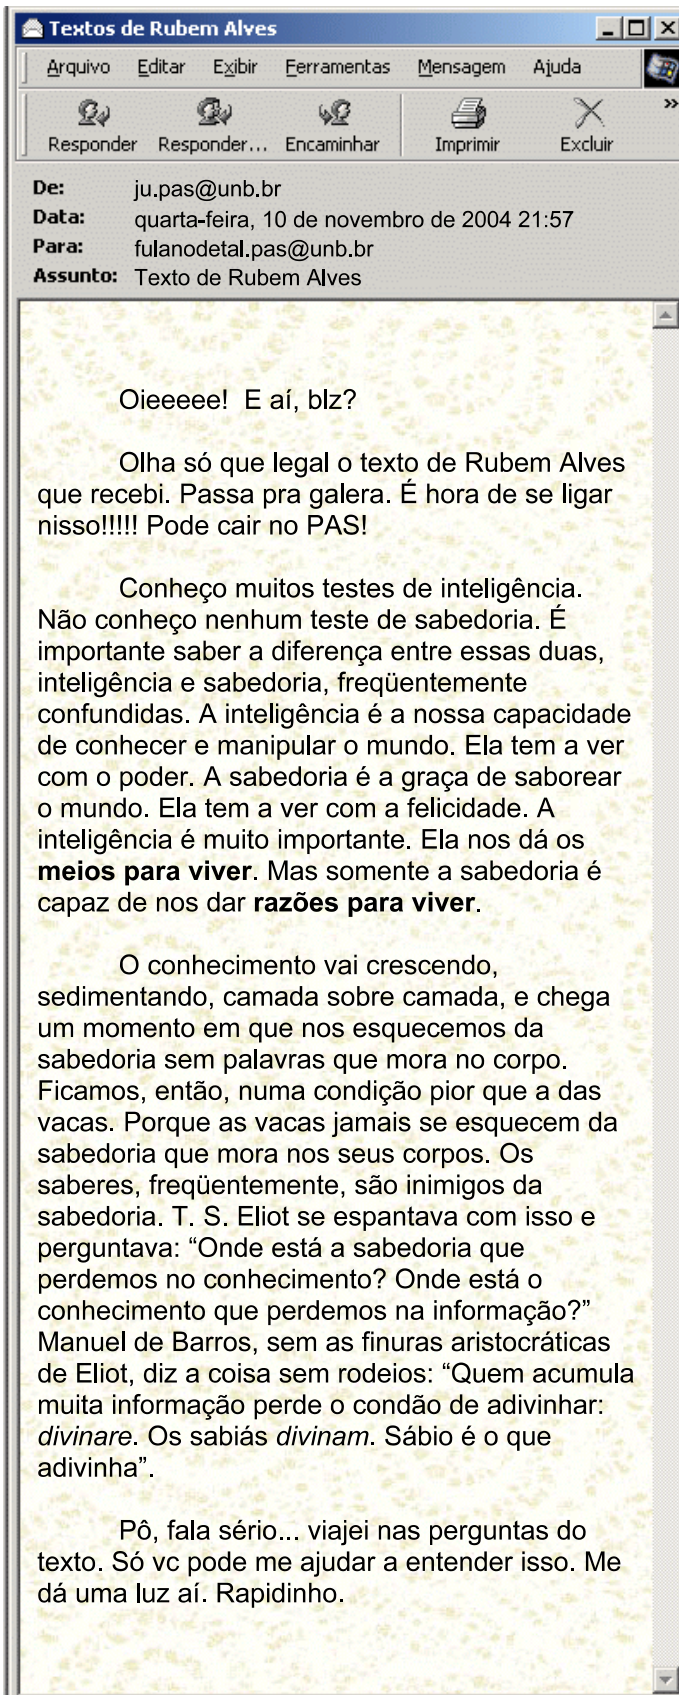 Textos de Rubem Alves
Arquivo Editar Exibir Ferramentas Mensagem Ajuda
Responder Responder... Encaminhar Imprimir Excluir »
De: ju.pas@unb.br
Data: quarta-feira, 10 de novembro de 2004 21:57
Para: fulanodetal.pas@unb.br
Assunto: Texto de Rubem Alves
Oieeeee! E aí, blz?
Olha só que legal o texto de Rubem Alves
que recebi. Passa pra galera. É hora de se ligar
nisso!!!!! Pode cair no PAS!
Conheço muitos testes de inteligência.
Não conheço nenhum teste de sabedoria. É
importante saber a diferença entre essas duas,
inteligência e sabedoria, freqüentemente
confundidas. A inteligência é a nossa capacidade
de conhecer e manipular o mundo. Ela tem a ver
com o poder. A sabedoria é a graça de saborear
o mundo. Ela tem a ver com a felicidade. A
inteligência é muito importante. Ela nos dá os
meios para viver. Mas somente a sabedoria é
capaz de nos dar razões para viver.
O conhecimento vai crescendo,
sedimentando, camada sobre camada, e chega
um momento em que nos esquecemos da
sabedoria sem palavras que mora no corpo.
Ficamos, então, numa condição pior que a das
vacas. Porque as vacas jamais se esquecem da
sabedoria que mora nos seus corpos. Os
saberes, freqüentemente, são inimigos da
sabedoria. T. S. Eliot se espantava com isso e
perguntava: “Onde está a sabedoria que
perdemos no conhecimento? Onde está o
conhecimento que perdemos na informação?”
Manuel de Barros, sem as finuras aristocráticas
de Eliot, diz a coisa sem rodeios: “Quem acumula
muita informação perde o condão de adivinhar:
divinare. Os sabiás divinam. Sábio é o que
adivinha”.
Pô, fala sério... viajei nas perguntas do
texto. Só vc pode me ajudar a entender isso. Me
dá uma luz aí. Rapidinho.